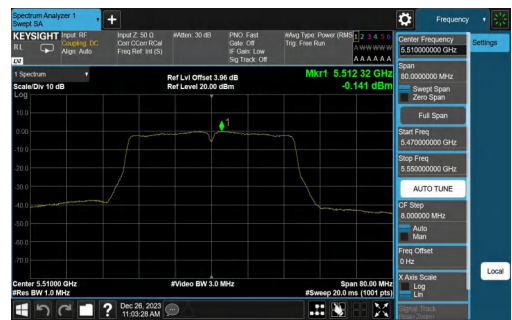 Spectrum Analyzer 1
Swept SA
Frequency
KEYSIGHT
Input: RF
Input Z: 50 Ω
#Atten: 30 dB
PNO: Fast
#Avg Type: Power (RMS)
1 2 3 4 5 6
RL
Coupling: DC
Corr CCorr RCal
Gate: Off
Trig: Free Run
Align: Auto
Freq Ref: Int (S)
IF Gain: Low
Sig Track: Off
A W W W W W
A A A A A A
LV
1 Spectrum
Scale/Div 10 dB
Ref Lvl Offset 3.96 dB
Ref Level 20.00 dBm
Mkr1 5.512 32 GHz
-0.141 dBm
Log
10.0
0.00
-10.0
-20.0
-30.0
-40.0
-50.0
-60.0
-70.0
1
Center 5.51000 GHz
#Res BW 1.0 MHz
#Video BW 3.0 MHz
Span 80.00 MHz
#Sweep 20.0 ms (1001 pts)
Center Frequency
5.510000000 GHz
Settings
Span
80.0000000 MHz
Swept Span
Zero Span
Full Span
Start Freq
5.470000000 GHz
Stop Freq
5.550000000 GHz
AUTO TUNE
CF Step
8.000000 MHz
Auto
Man
Freq Offset
0 Hz
X Axis Scale
Log
Lin
Local
Signal Track
?
Dec 26, 2023
11:03:28 AM